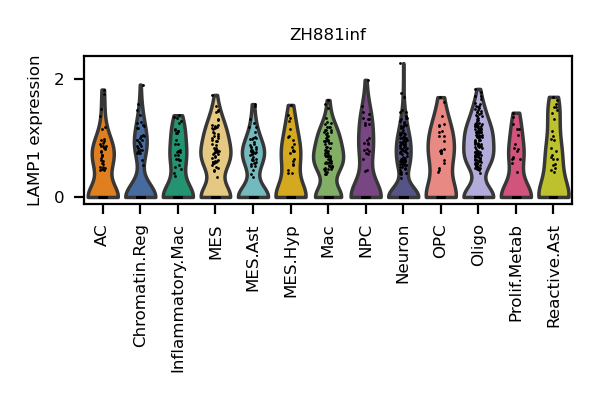 ZH881inf
LAMP1 expression
2
0
AC
Chromatin.Reg
Inflammatory.Mac
MES
MES.Ast
MES.Hyp
Mac
NPC
Neuron
OPC
Oligo
Prolif.Metab
Reactive.Ast